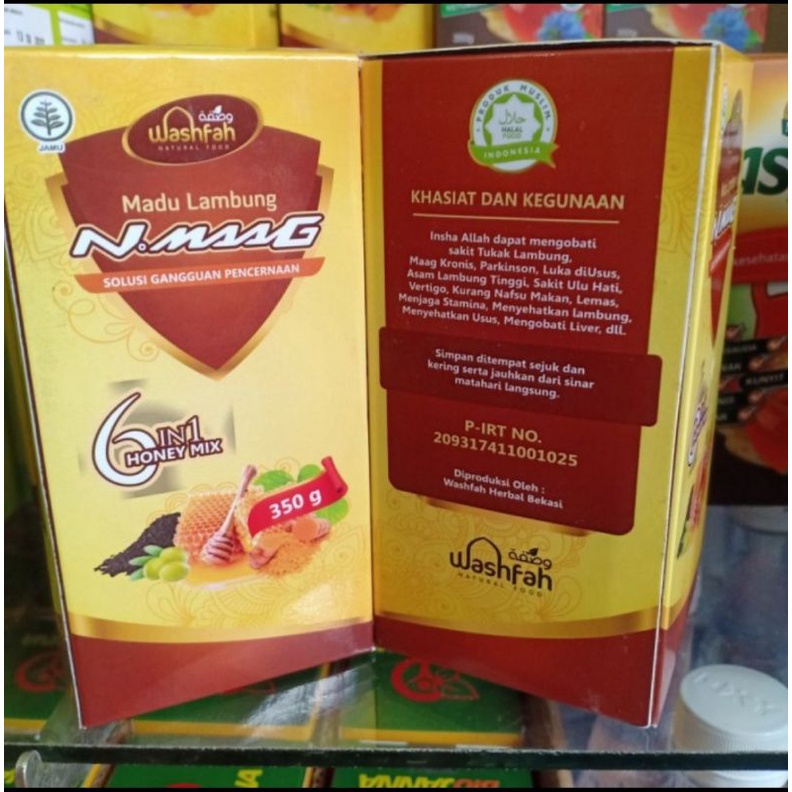 JAMU
وصفة
Washfah
NATURAL FOOD
Madu Lambung
N.MAAG
SOLUSI GANGGUAN PENCERNAAN
6 IN 1
HONEY MIX
350 g
PRODUK MUSLIM
حلال
HALAL
FOOD
INDONESIA
KHASIAT DAN KEGUNAAN
Insha Allah dapat mengobati
sakit Tukak Lambung,
Maag Kronis, Parkinson, Luka diUsus,
Asam Lambung Tinggi, Sakit Ulu Hati,
Vertigo, Kurang Nafsu Makan, Lemas,
Menjaga Stamina, Menyehatkan Lambung,
Menyehatkan Usus, Mengobati Liver, dll.
Simpan ditempat sejuk dan
kering serta jauhkan dari sinar
matahari langsung.
P-IRT NO.
209317411001025
Diproduksi Oleh :
Washfah Herbal Bekasi
وصفة
Washfah
NATURAL FOOD
KUNYIT